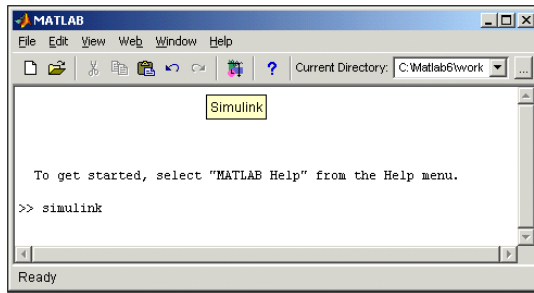 MATLAB
File Edit View Web Window Help
? Current Directory: C:\Matlab6\work ...
Simulink
To get started, select "MATLAB Help" from the Help menu.
>> simulink
Ready